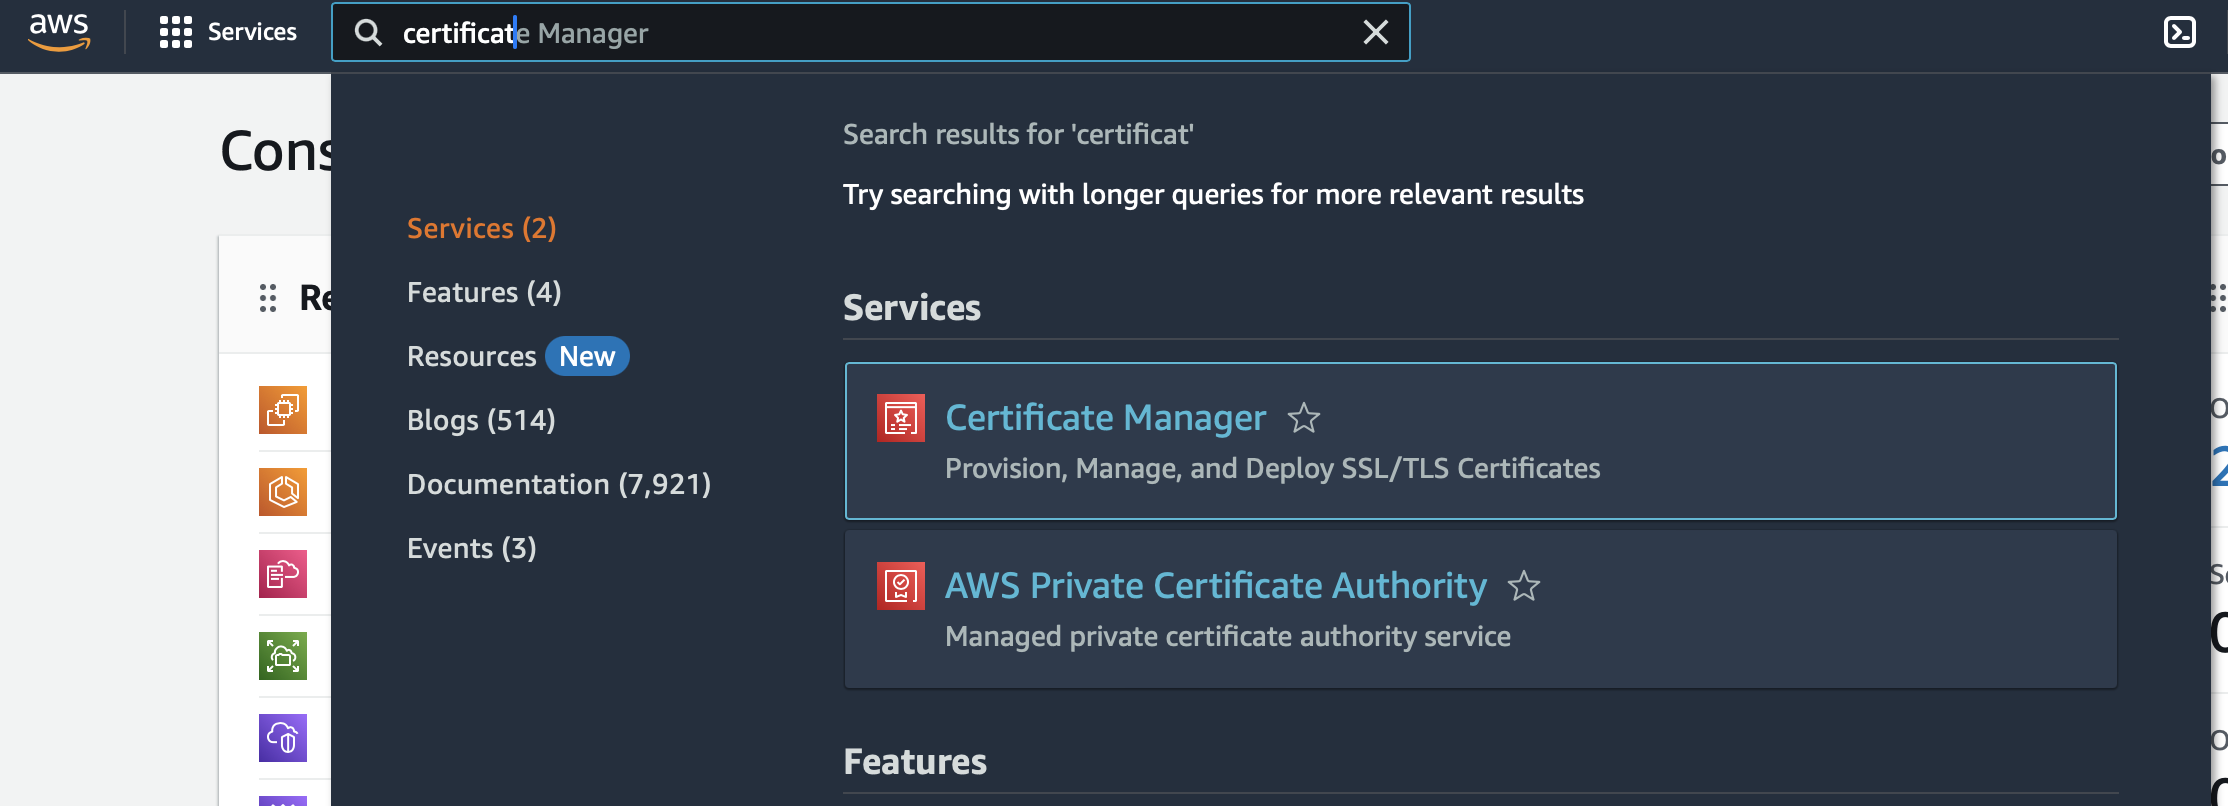 aws
Services
certificate Manager
Cons
Re
Services (2)
Features (4)
Resources New
Blogs (514)
Documentation (7,921)
Events (3)
Search results for 'certificat'
Try searching with longer queries for more relevant results
Services
Certificate Manager
Provision, Manage, and Deploy SSL/TLS Certificates
AWS Private Certificate Authority
Managed private certificate authority service
Features